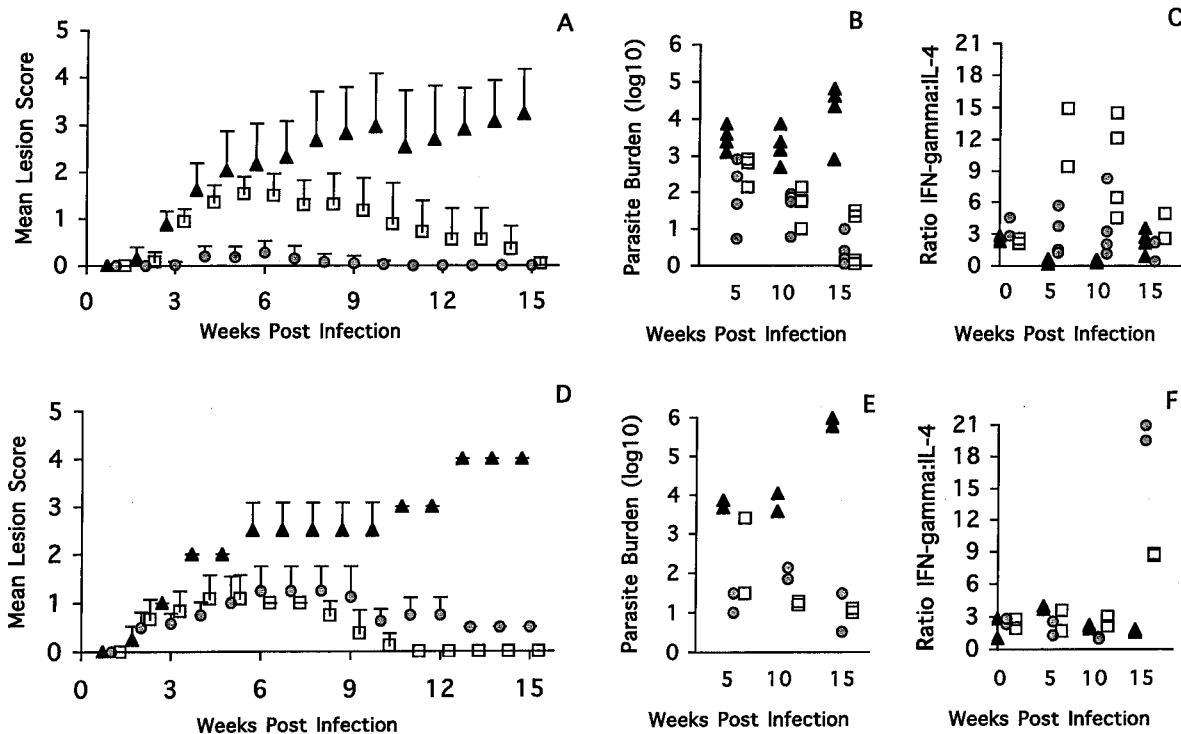 A
Mean Lesion Score
5
4
3
2
1
0
0 3 6 9 12 15
Weeks Post Infection
B
Parasite Burden (log10)
6
5
4
3
2
1
0
5 10 15
Weeks Post Infection
C
Ratio IFN-gamma:IL-4
21
18
15
12
9
6
3
0
0 5 10 15
Weeks Post Infection
D
Mean Lesion Score
5
4
3
2
1
0
0 3 6 9 12 15
Weeks Post Infection
E
Parasite Burden (log10)
6
5
4
3
2
1
0
5 10 15
Weeks Post Infection
F
Ratio IFN-gamma:IL-4
21
18
15
12
9
6
3
0
0 5 10 15
Weeks Post Infection